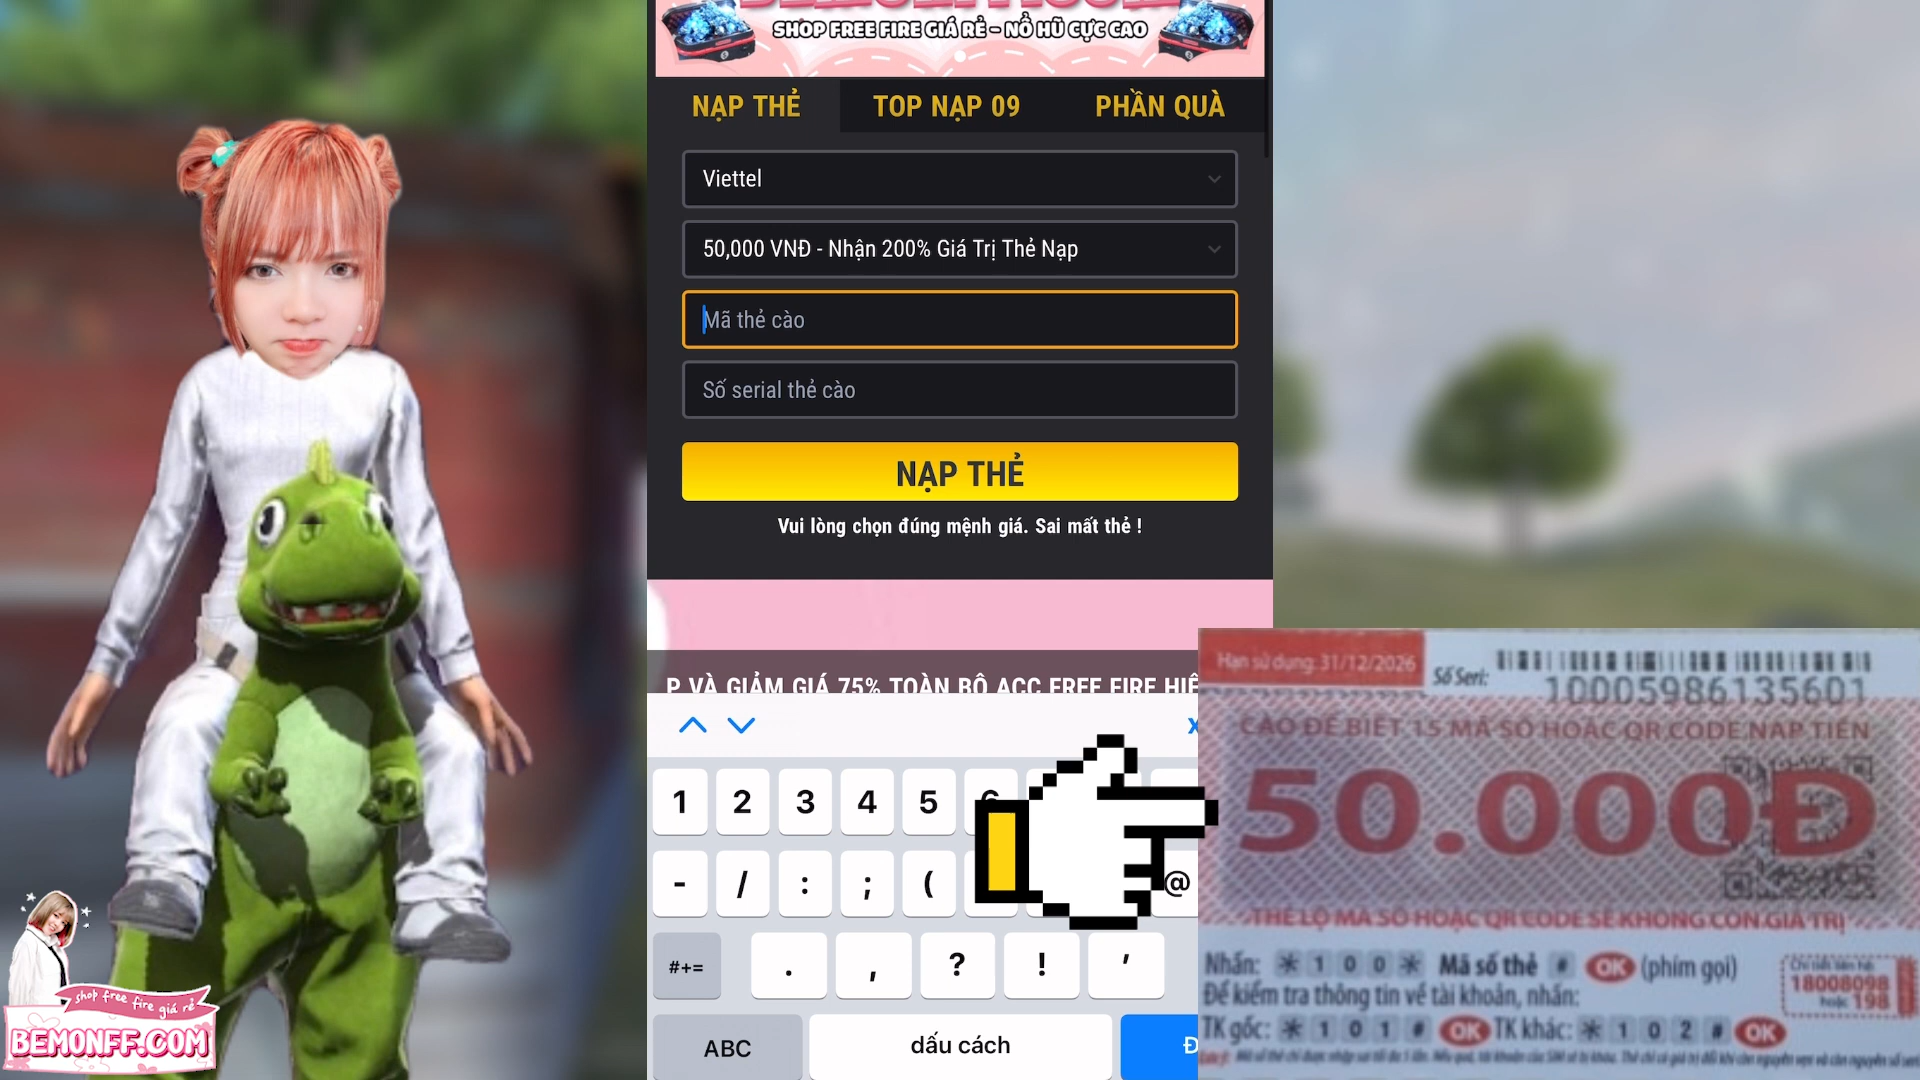 SHOP FREE FIRE GIÁ RẺ - NỔ HŨ CỰC CAO
NẠP THẺ
TOP NẠP 09
PHẦN QUÀ
Viettel
50,000 VNĐ - Nhận 200% Giá Trị Thẻ Nạp
Mã thẻ cào
Số serial thẻ cào
NẠP THẺ
Vui lòng chọn đúng mệnh giá. Sai mất thẻ !
P VÀ GIẢM GIÁ 75% TOÀN BỘ ACC FREE FIRE
1 2 3 4 5
- / : ; ( @
#+= . , ? ! '
ABC dấu cách
Hạn sử dụng: 31/12/2026
Số Seri:
10005986135601
CÀO ĐỂ BIẾT 15 MÃ SỐ HOẶC QR CODE NẠP TIỀN
50.000Đ
THẺ LỘ MÃ SỐ HOẶC QR CODE SẼ KHÔNG CÒN GIÁ TRỊ
Nhấn: * 1 0 0 * Mã số thẻ # OK (phím gọi)
Để kiểm tra thông tin về tài khoản, nhấn:
TK gốc: * 1 0 1 # OK TK khác: * 1 0 2 # OK
Chi tiết liên hệ:
18008098
hoặc 198
shop free fire giá rẻ
BEMONFF.COM